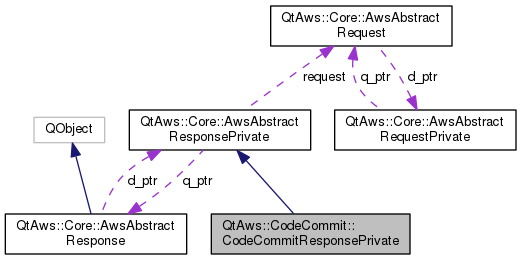 QtAws::Core::AwsAbstract
Request
request
q_ptr
d_ptr
QObject
QtAws::Core::AwsAbstract
ResponsePrivate
QtAws::Core::AwsAbstract
RequestPrivate
d_ptr
q_ptr
QtAws::Core::AwsAbstract
Response
QtAws::CodeCommit::
CodeCommitResponsePrivate